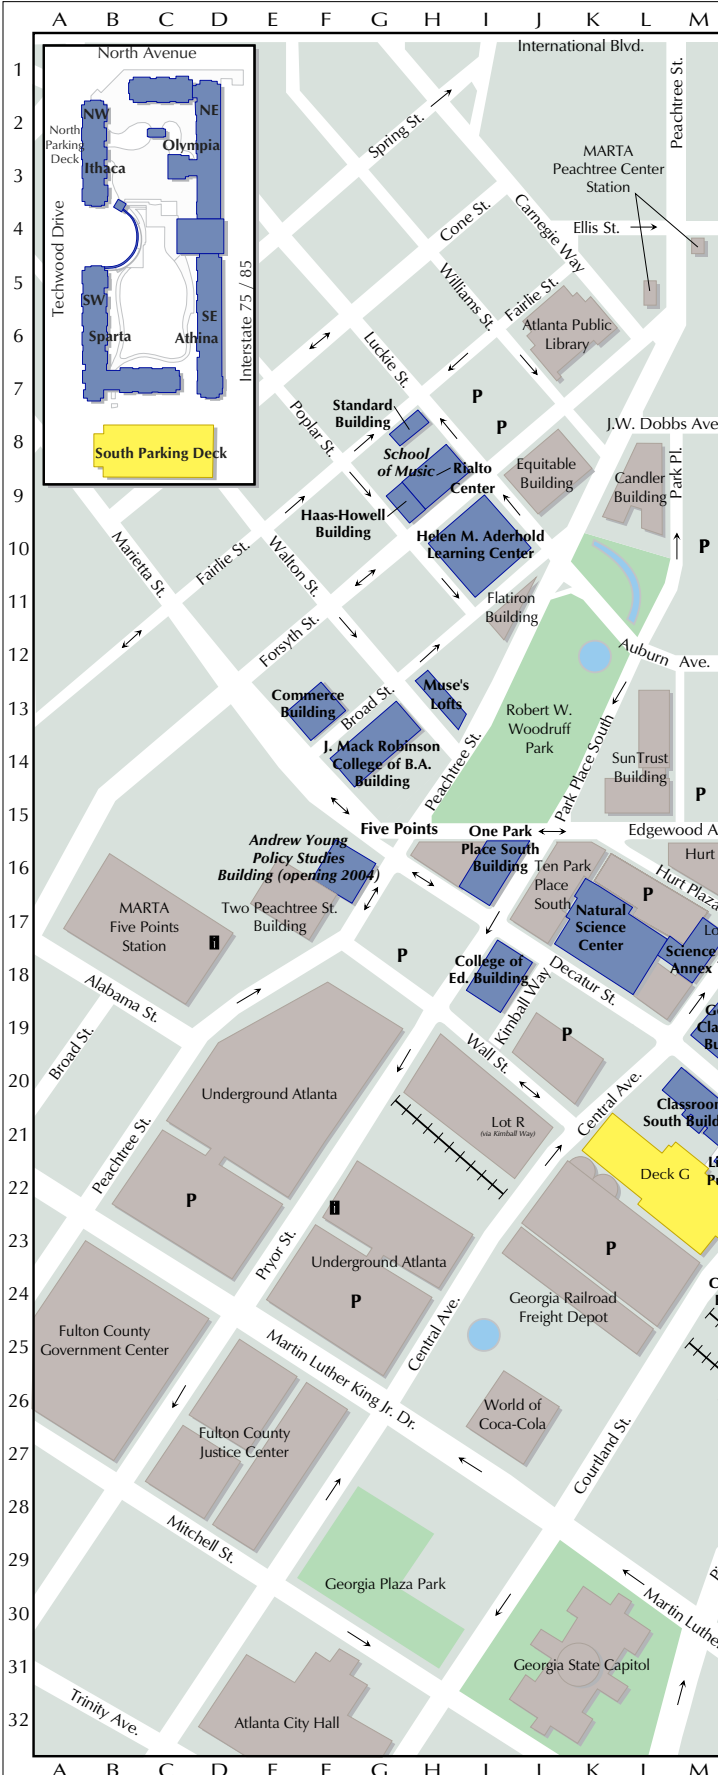 A B C D E F G H I J K L M
1
2
3
4
5
6
7
8
9
10
11
12
13
14
15
16
17
18
19
20
21
22
23
24
25
26
27
28
29
30
31
32
North Avenue
NW
NE
North
Parking
Deck
Olympia
Ithaca
Techwood Drive
Interstate 75 / 85
SW
SE
Sparta
Athina
South Parking Deck
International Blvd.
Peachtree St.
Spring St.
MARTA
Peachtree Center
Station
Cone St.
Carnegie Way
Ellis St.
Williams St.
Fairlie St.
Atlanta Public
Library
Luckie St.
P
P
Standard
Building
Poplar St.
J.W. Dobbs Ave
School
of Music
Rialto
Center
Equitable
Building
Candler
Building
Park Pl.
Haas-Howell
Building
Helen M. Aderhold
Learning Center
P
Marietta St.
Fairlie St.
Walton St.
Flatiron
Building
Forsyth St.
Auburn Ave.
Commerce
Building
Broad St.
Muse's
Lofts
Robert W.
Woodruff
Park
J. Mack Robinson
College of B.A.
Building
Peachtree St.
Park Place South
SunTrust
Building
P
Five Points
One Park
Place South
Building
Edgewood A
Andrew Young
Policy Studies
Building (opening 2004)
Ten Park
Place
South
Hurt
Hurt Plaza
P
MARTA
Five Points
Station
Two Peachtree St.
Building
Natural
Science
Center
Lo
Science
Annex
P
College of
Ed. Building
Decatur St.
Alabama St.
Kimball Way
G
Cla
Bu
Broad St.
Wall St.
P
Underground Atlanta
Central Ave.
Classroom
South Build
Lot R
(via Kimball Way)
Peachtree St.
Deck G
Li
Pu
P
Pryor St.
Underground Atlanta
P
P
C
Georgia Railroad
Freight Depot
Fulton County
Government Center
Martin Luther King Jr. Dr.
Central Ave.
World of
Coca-Cola
Fulton County
Justice Center
Courtland St.
Mitchell St.
Georgia Plaza Park
Pi
Martin Luther
Georgia State Capitol
Trinity Ave.
Atlanta City Hall
A B C D E F G H I J K L M